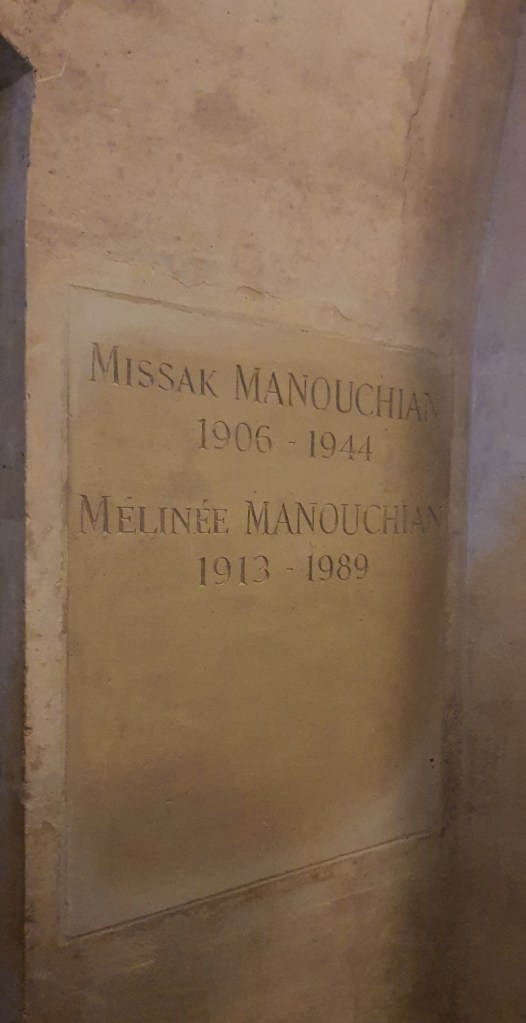 MISSAK MANOUCHIAN
1906 - 1944
MÉLINÉE MANOUCHIAN
1913 - 1989